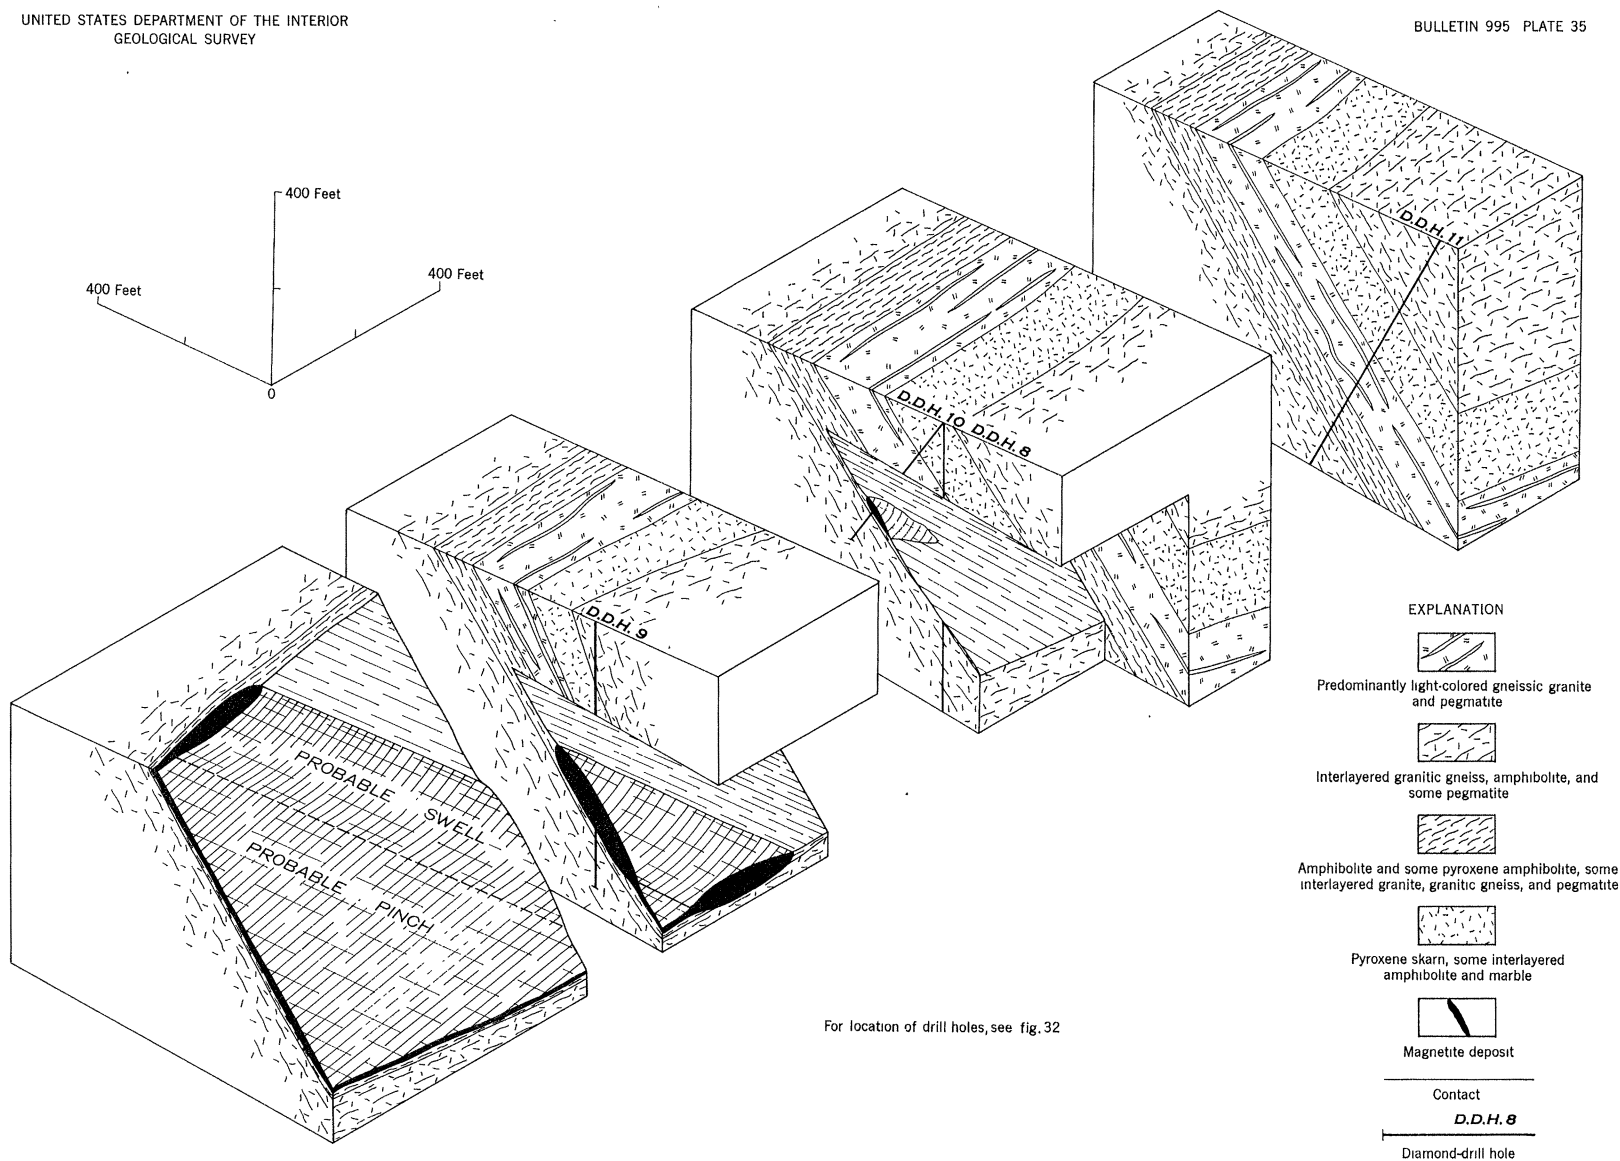 UNITED STATES DEPARTMENT OF THE INTERIOR
GEOLOGICAL SURVEY
BULLETIN 995 PLATE 35
400 Feet
400 Feet
400 Feet
0
D.D.H. 11
D.D.H. 10
D.D.H. 8
D.D.H. 9
PROBABLE SWELL
PROBABLE PINCH
For location of drill holes, see fig. 32
EXPLANATION
Predominantly light-colored gneissic granite
and pegmatite
Interlayered granitic gneiss, amphibolite, and
some pegmatite
Amphibolite and some pyroxene amphibolite, some
interlayered granite, granitic gneiss, and pegmatite
Pyroxene skarn, some interlayered
amphibolite and marble
Magnetite deposit
Contact
D.D.H. 8
Diamond-drill hole